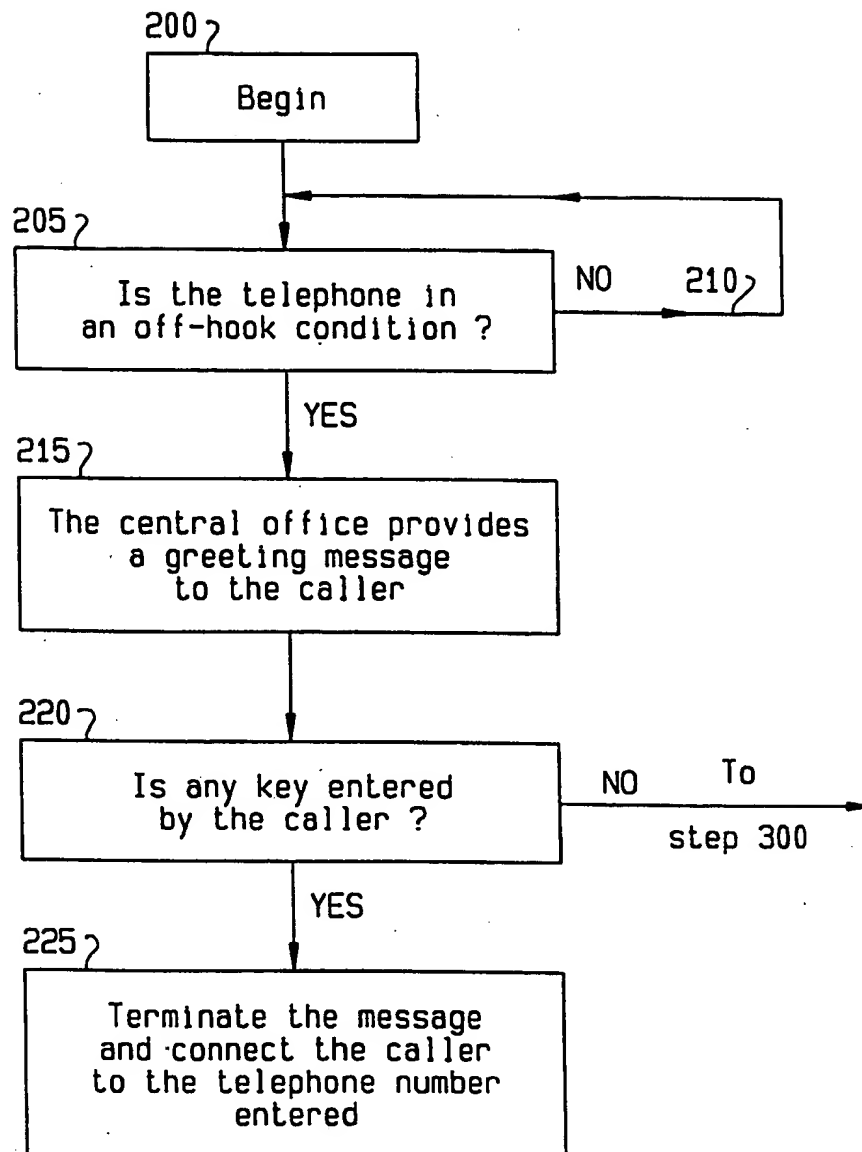 200
Begin
205
Is the telephone in
an off-hook condition ?
NO
210
YES
215
The central office provides
a greeting message
to the caller
220
Is any key entered
by the caller ?
NO
To
step 300
YES
225
Terminate the message
and connect the caller
to the telephone number
entered